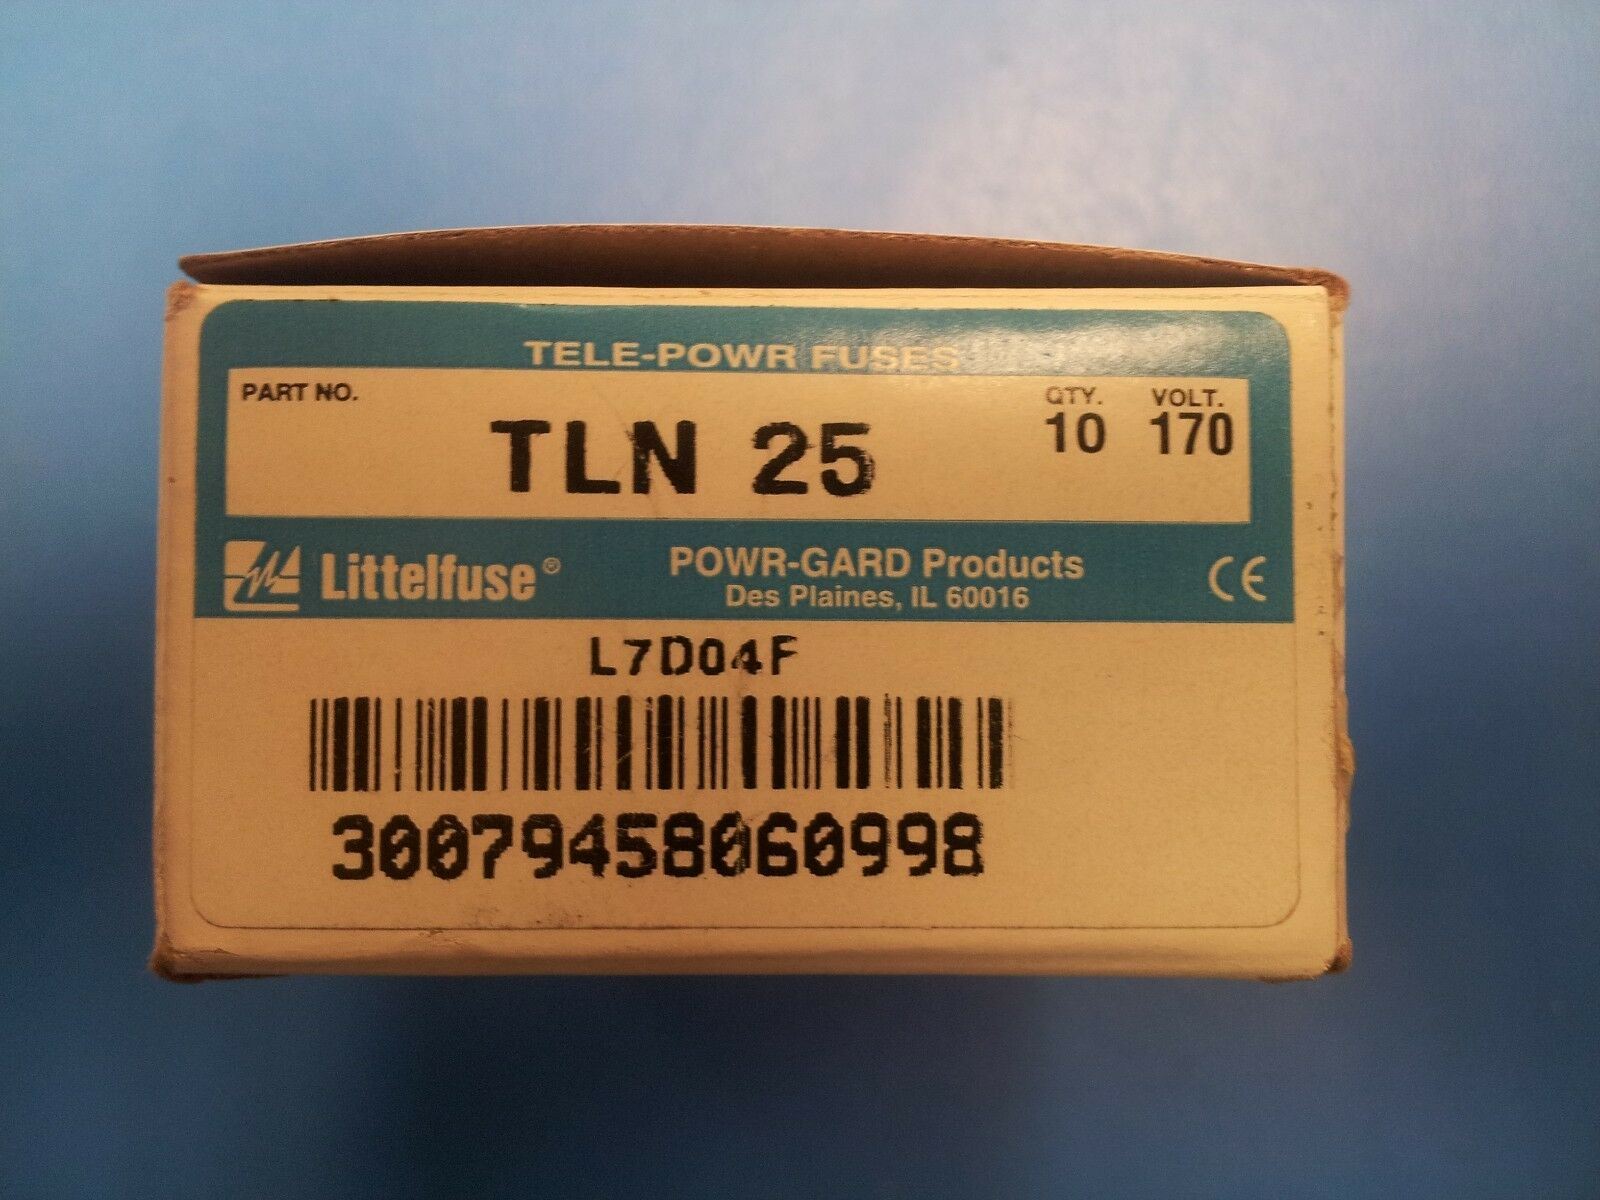 TELE-POWR FUSES
PART NO.
QTY.
VOLT.
TLN 25
10
170
Littelfuse®
POWR-GARD Products
Des Plaines, IL 60016
CE
L7D04F
30079458060998